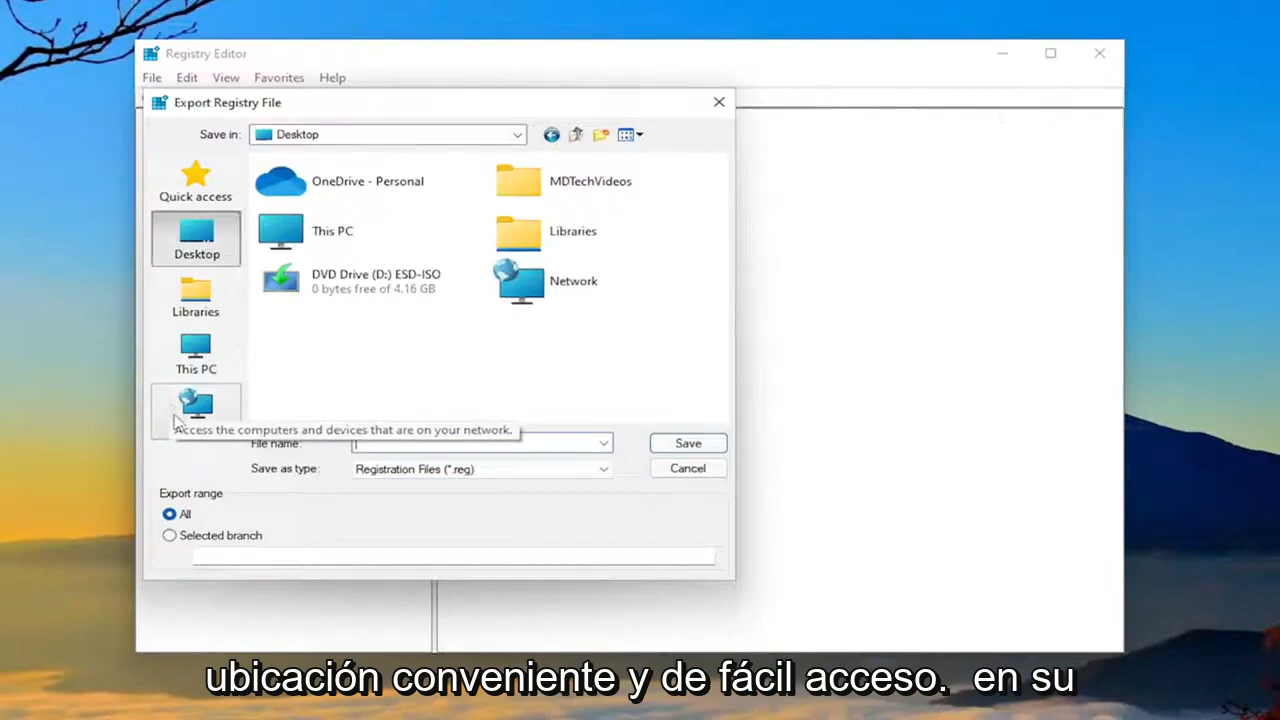 Registry Editor
File Edit View Favorites Help
Export Registry File
Save in: Desktop
Quick access
Desktop
Libraries
This PC
OneDrive - Personal
This PC
DVD Drive (D:) ESD-ISO
0 bytes free of 4.16 GB
MDTechVideos
Libraries
Network
Access the computers and devices that are on your network.
File name:
Save
Save as type: Registration Files (*.reg)
Cancel
Export range
All
Selected branch
ubicación conveniente y de fácil acceso. en su